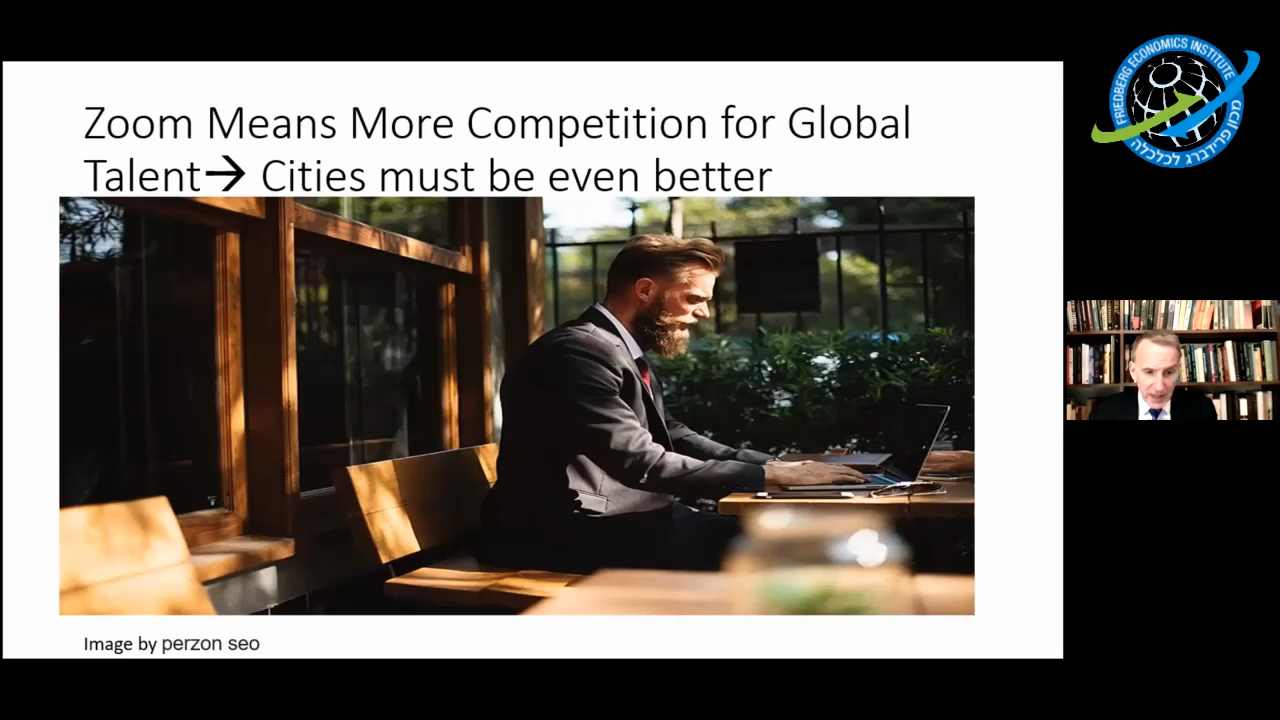 Zoom Means More Competition for Global
Talent→ Cities must be even better
Image by perzon seo
FRIEDBERG ECONOMICS INSTITUTE
מכון פרידברג לכלכלה